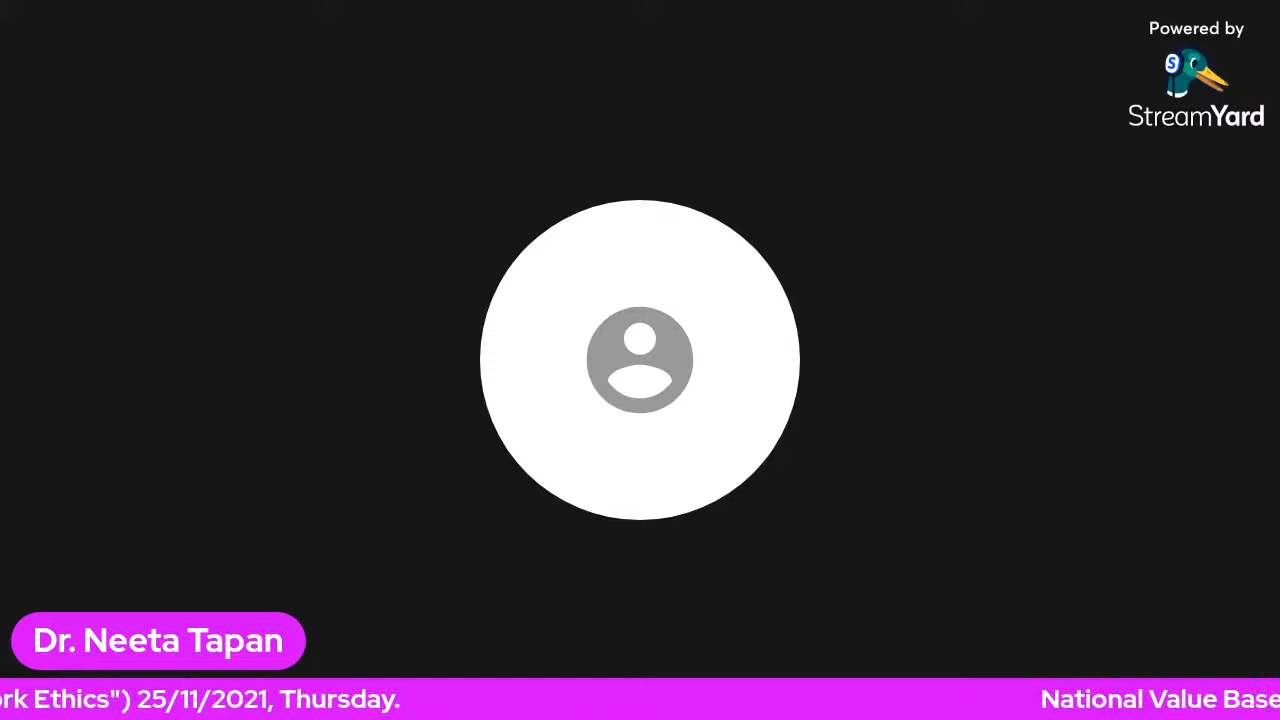 Powered by
S
StreamYard
Dr. Neeta Tapan
Ethics") 25/11/2021, Thursday. National Value